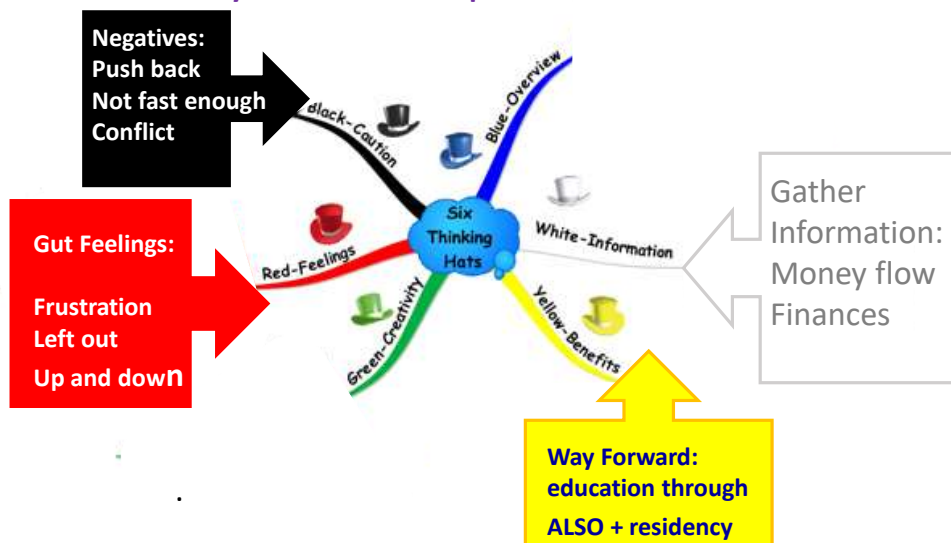 Negatives:
Push back
Not fast enough
Conflict
Black-Caution
Blue-Overview
Six
Thinking
Hats
White-Information
Gather
Information:
Money flow
Finances
Gut Feelings:
Frustration
Left out
Up and down
Red-Feelings
Green-Creativity
Yellow-Benefits
Way Forward:
education through
ALSO + residency
.